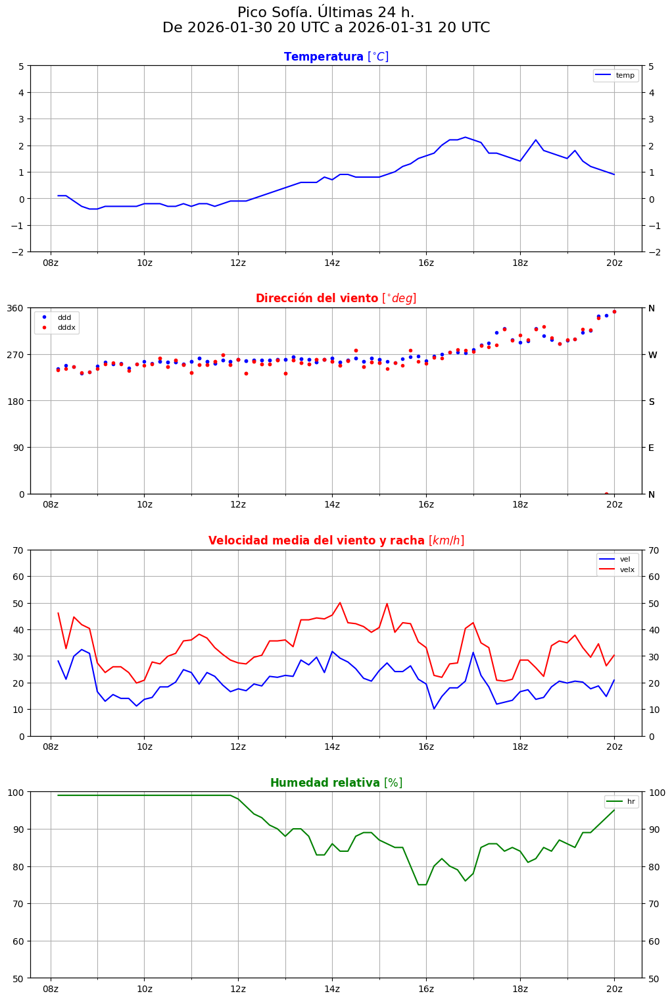 Pico Sofía. Últimas 24 h.
De 2026-01-30 20 UTC a 2026-01-31 20 UTC
Temperatura [°C]
5 5
temp
4 4
3 3
2 2
1 1
0 0
−1 −1
−2 −2
08z 10z 12z 14z 16z 18z 20z
Dirección del viento [°deg]
360 N
ddd
dddx
270 W
180 S
90 E
0 N
08z 10z 12z 14z 16z 18z 20z
Velocidad media del viento y racha [km/h]
70 70
vel
velx
60 60
50 50
40 40
30 30
20 20
10 10
0 0
08z 10z 12z 14z 16z 18z 20z
Humedad relativa [%]
100 100
hr
90 90
80 80
70 70
60 60
50 50
08z 10z 12z 14z 16z 18z 20z